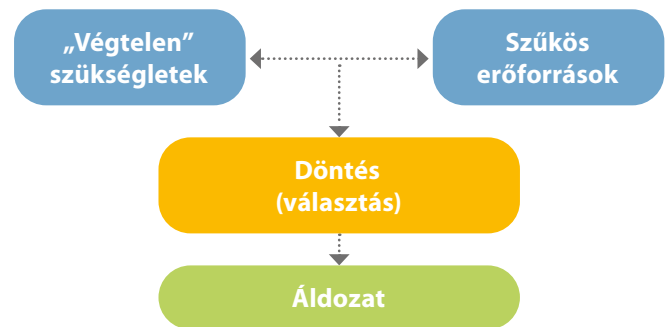 „Végtelen”
szükségletek
Szűkös
erőforrások
Döntés
(választás)
Áldozat